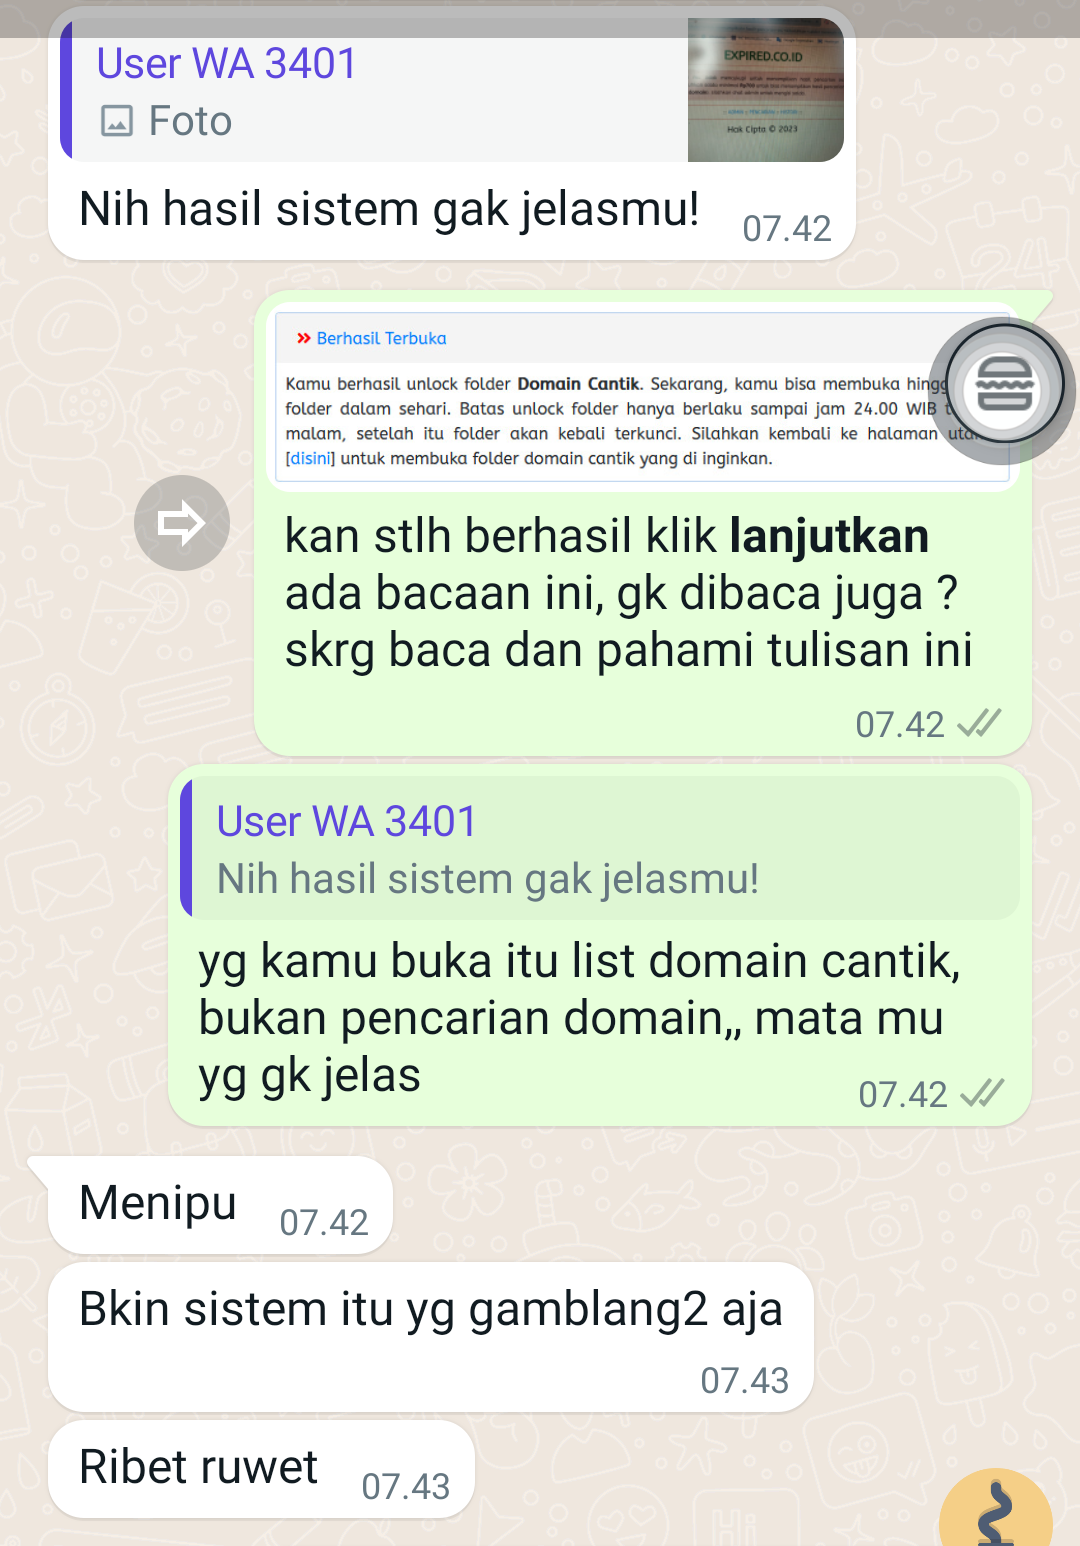 User WA 3401
Foto
EXPIRED.CO.ID
Hak Cipta © 2023
Nih hasil sistem gak jelasmu!
07.42
Berhasil Terbuka
Kamu berhasil unlock folder Domain Cantik. Sekarang, kamu bisa membuka
folder dalam sehari. Batas unlock folder hanya berlaku sampai jam 24.00 WIB
malam, setelah itu folder akan kebali terkunci. Silahkan kembali ke halaman
[disini] untuk membuka folder domain cantik yang di inginkan.
kan stlh berhasil klik lanjutkan
ada bacaan ini, gk dibaca juga ?
skrg baca dan pahami tulisan ini
07.42
User WA 3401
Nih hasil sistem gak jelasmu!
yg kamu buka itu list domain cantik,
bukan pencarian domain,, mata mu
yg gk jelas
07.42
Menipu
07.42
Bkin sistem itu yg gamblang2 aja
07.43
Ribet ruwet
07.43